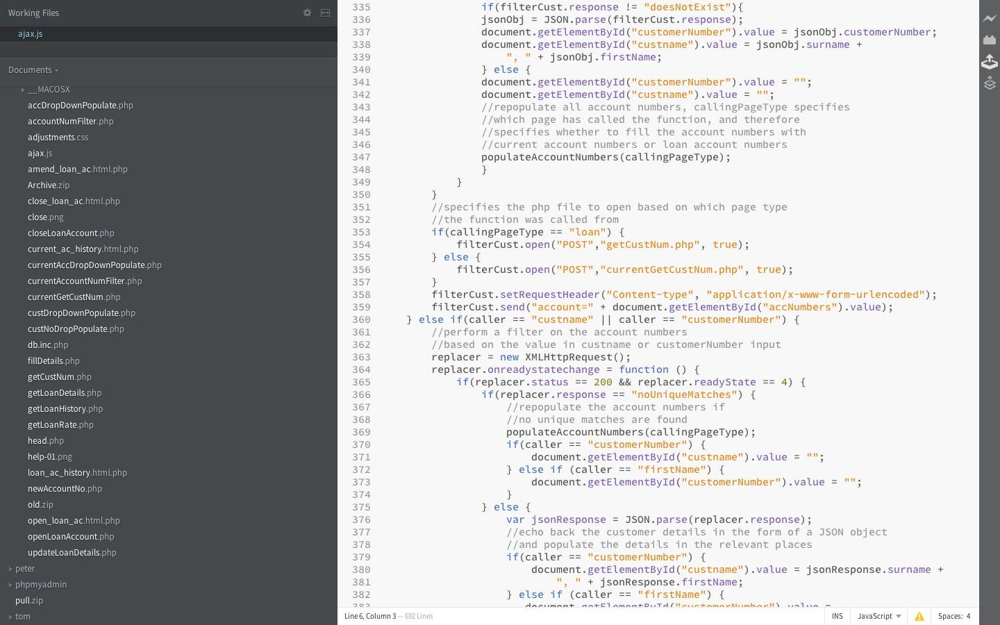 Working Files
ajax.js
Documents
__MACOSX
accDropDownPopulate.php
accountNumFilter.php
adjustments.css
ajax.js
amend_loan_ac.html.php
Archive.zip
close_loan_ac.html.php
close.png
closeLoanAccount.php
current_ac_history.html.php
currentAccDropDownPopulate.php
currentAccountNumFilter.php
currentGetCustNum.php
custDropDownPopulate.php
custNoDropPopulate.php
db.inc.php
fillDetails.php
getCustNum.php
getLoanDetails.php
getLoanHistory.php
getLoanRate.php
head.php
help-01.png
loan_ac_history.html.php
newAccountNo.php
old.zip
open_loan_ac.html.php
openLoanAccount.php
updateLoanDetails.php
peter
phpmyadmin
pull.zip
tom
335 if(filterCust.response != "doesNotExist"){
336 jsonObj = JSON.parse(filterCust.response);
337 document.getElementById("customerNumber").value = jsonObj.customerNumber;
338 document.getElementById("custname").value = jsonObj.surname +
339 ", " + jsonObj.firstName;
340 } else {
341 document.getElementById("customerNumber").value = "";
342 document.getElementById("custname").value = "";
343 //repopulate all account numbers, callingPageType specifies
344 //which page has called the function, and therefore
345 //specifies whether to fill the account numbers with
346 //current account numbers or loan account numbers
347 populateAccountNumbers(callingPageType);
348 }
349 }
350 }
351 //specifies the php file to open based on which page type
352 //the function was called from
353 if(callingPageType == "loan") {
354 filterCust.open("POST","getCustNum.php", true);
355 } else {
356 filterCust.open("POST","currentGetCustNum.php", true);
357 }
358 filterCust.setRequestHeader("Content-type", "application/x-www-form-urlencoded");
359 filterCust.send("account=" + document.getElementById("accNumbers").value);
360 } else if(caller == "custname" || caller == "customerNumber") {
361 //perform a filter on the account numbers
362 //based on the value in custname or customerNumber input
363 replacer = new XMLHttpRequest();
364 replacer.onreadystatechange = function () {
365 if(replacer.status == 200 && replacer.readyState == 4) {
366 if(replacer.response == "noUniqueMatches") {
367 //repopulate the account numbers if
368 //no unique matches are found
369 populateAccountNumbers(callingPageType);
370 if(caller == "customerNumber") {
371 document.getElementById("custname").value = "";
372 } else if (caller == "firstName") {
373 document.getElementById("customerNumber").value = "";
374 }
375 } else {
376 var jsonResponse = JSON.parse(replacer.response);
377 //echo back the customer details in the form of a JSON object
378 //and populate the details in the relevant places
379 if(caller == "customerNumber") {
380 document.getElementById("custname").value = jsonResponse.surname +
381 ", " + jsonResponse.firstName;
382 } else if (caller == "firstName") {
383 document.getElementById("customerNumber").value =
Line 6, Column 3 — 692 Lines
INS
JavaScript
Spaces: 4